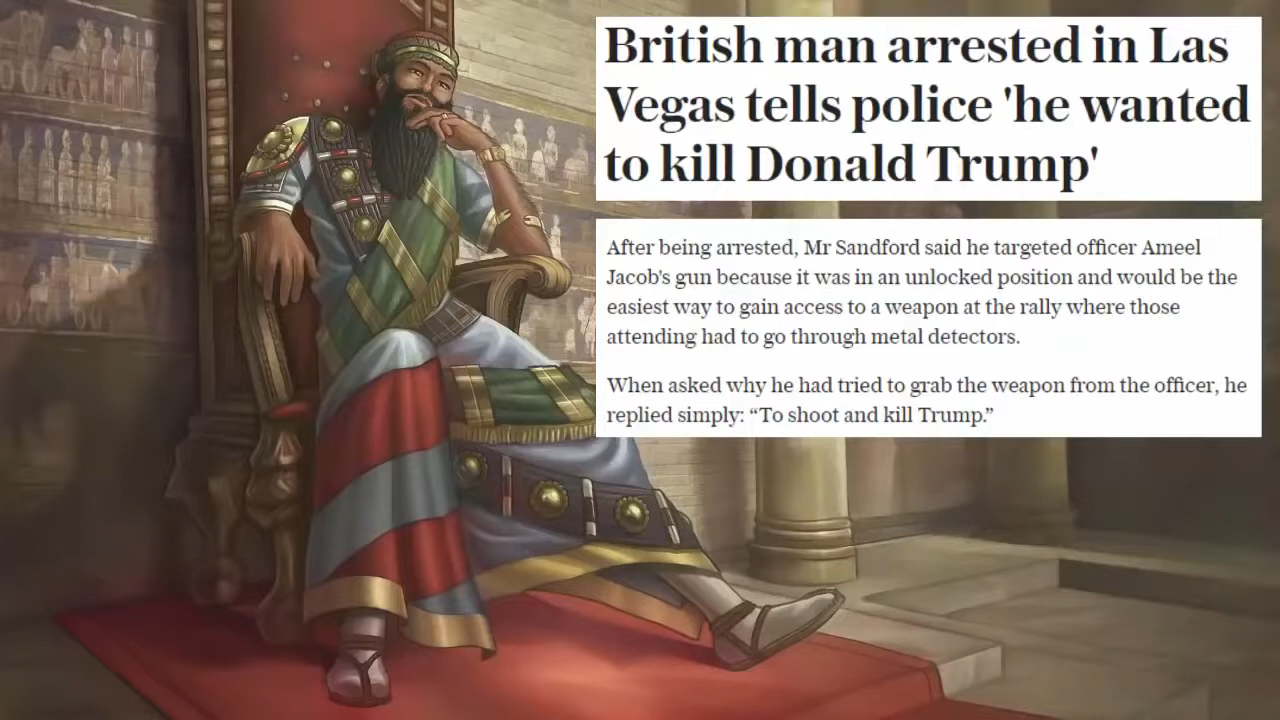 British man arrested in Las
Vegas tells police 'he wanted
to kill Donald Trump'
After being arrested, Mr Sandford said he targeted officer Ameel
Jacob's gun because it was in an unlocked position and would be the
easiest way to gain access to a weapon at the rally where those
attending had to go through metal detectors.
When asked why he had tried to grab the weapon from the officer, he
replied simply: “To shoot and kill Trump.”